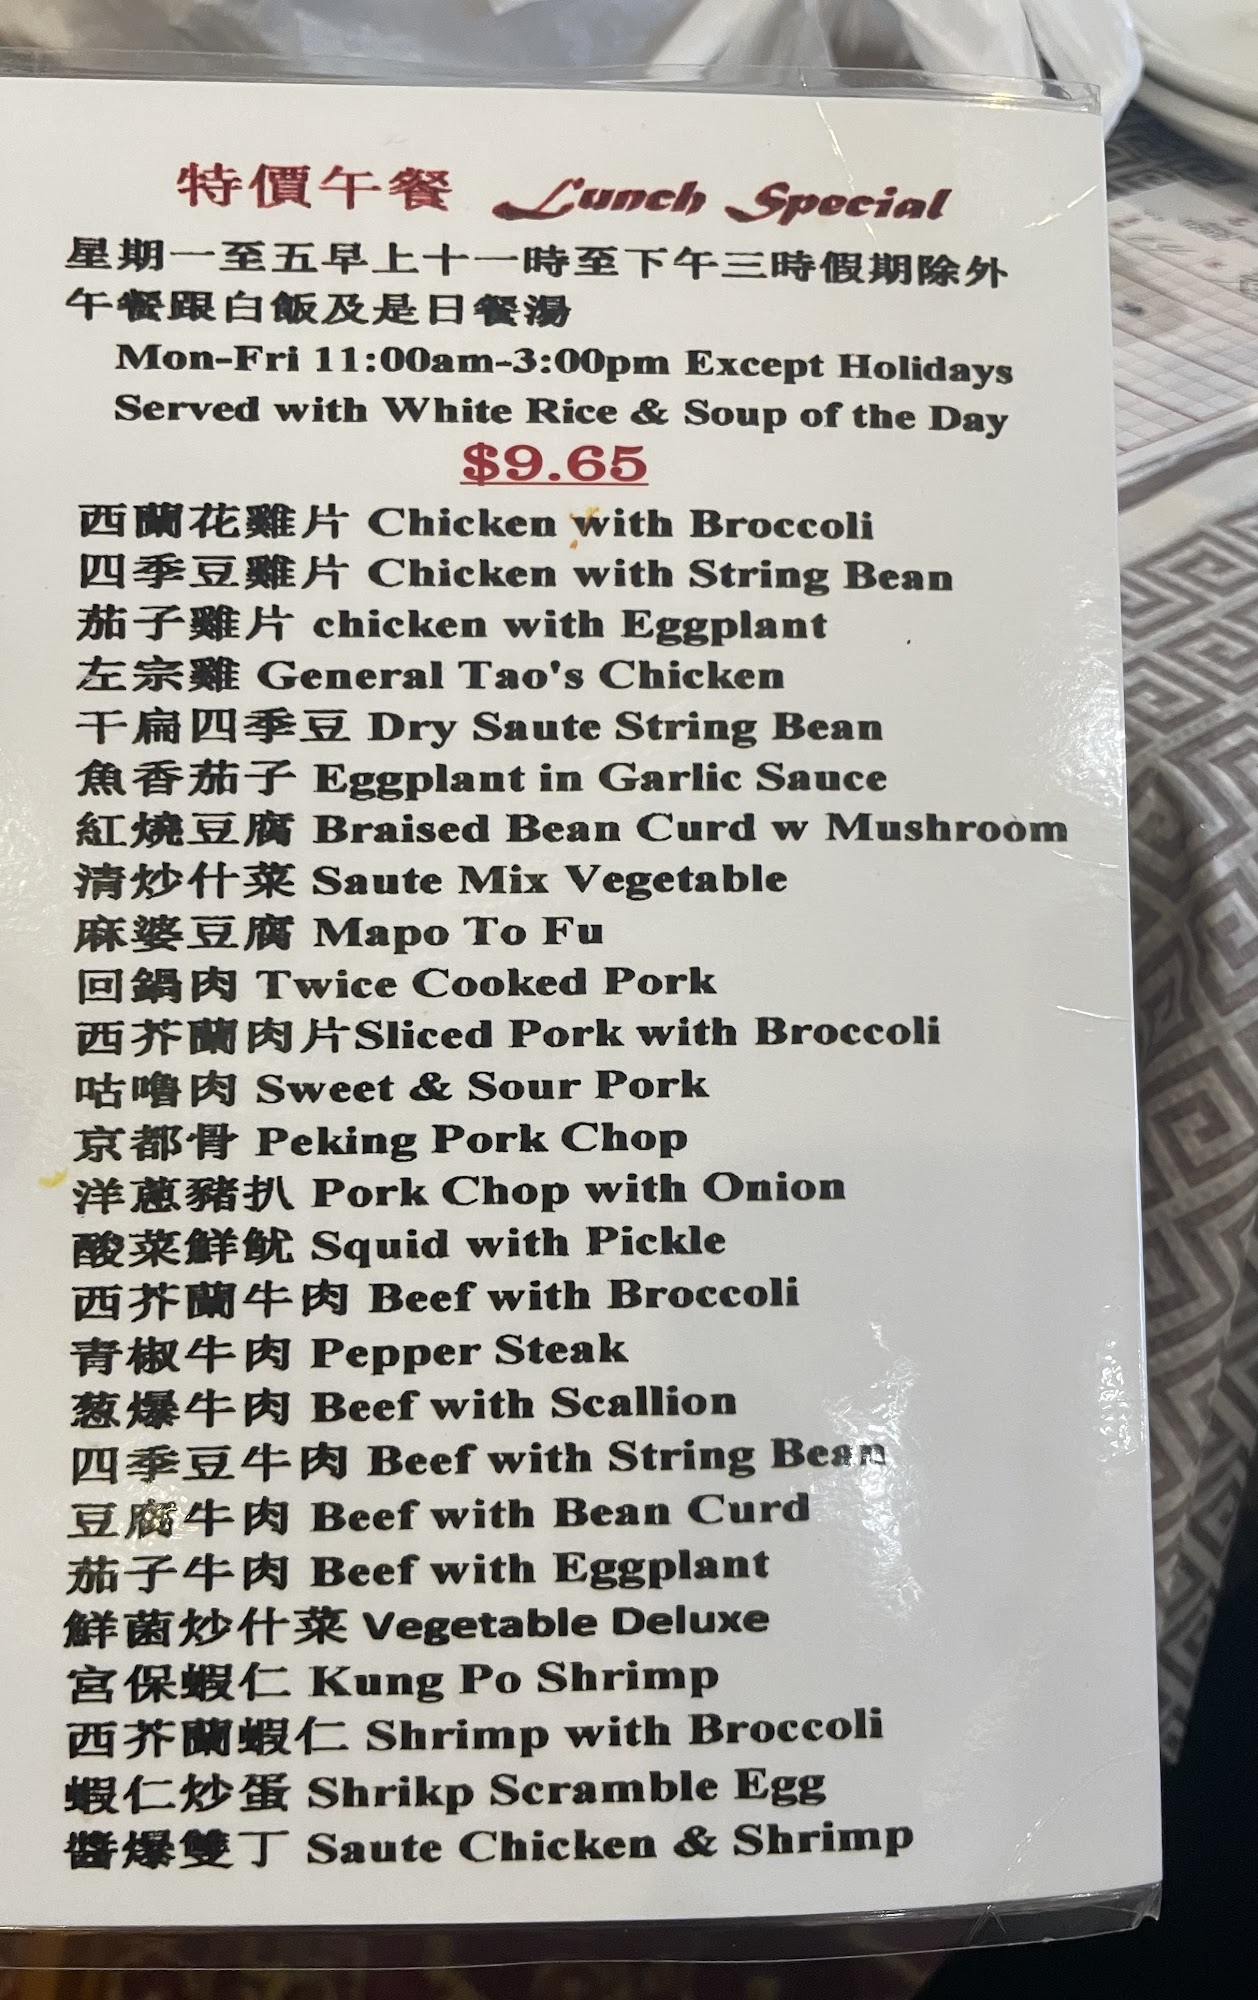 特價午餐 Lunch Special
星期一至五早上十一時至下午三時假期除外
午餐跟白飯及是日餐湯
Mon-Fri 11:00am-3:00pm Except Holidays
Served with White Rice & Soup of the Day
$9.65
西蘭花雞片 Chicken with Broccoli
四季豆雞片 Chicken with String Bean
茄子雞片 chicken with Eggplant
左宗雞 General Tao's Chicken
干扁四季豆 Dry Saute String Bean
魚香茄子 Eggplant in Garlic Sauce
紅燒豆腐 Braised Bean Curd w Mushroom
清炒什菜 Saute Mix Vegetable
麻婆豆腐 Mapo To Fu
回鍋肉 Twice Cooked Pork
西芥蘭肉片Sliced Pork with Broccoli
咕嚕肉 Sweet & Sour Pork
京都骨 Peking Pork Chop
洋蔥豬扒 Pork Chop with Onion
酸菜鮮魷 Squid with Pickle
西芥蘭牛肉 Beef with Broccoli
青椒牛肉 Pepper Steak
葱爆牛肉 Beef with Scallion
四季豆牛肉 Beef with String Bean
豆腐牛肉 Beef with Bean Curd
茄子牛肉 Beef with Eggplant
鮮菌炒什菜 Vegetable Deluxe
宮保蝦仁 Kung Po Shrimp
西芥蘭蝦仁 Shrimp with Broccoli
蝦仁炒蛋 Shrikp Scramble Egg
醬爆雙丁 Saute Chicken & Shrimp